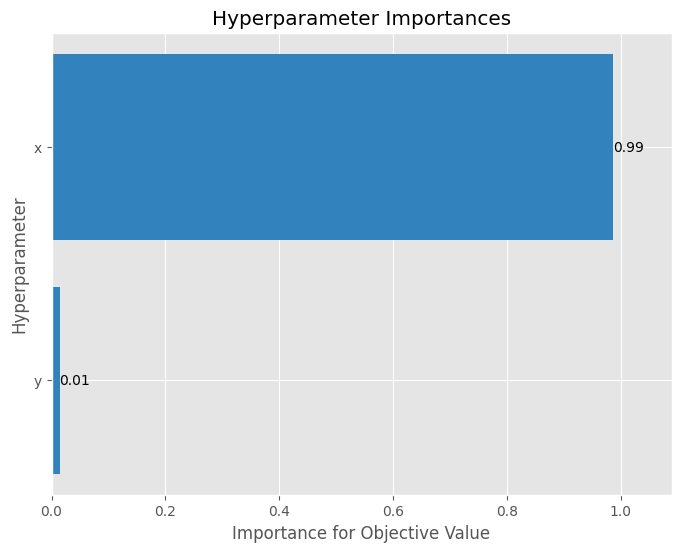 Hyperparameter Importances
Hyperparameter
x
0.99
y
0.01
0.0 0.2 0.4 0.6 0.8 1.0
Importance for Objective Value